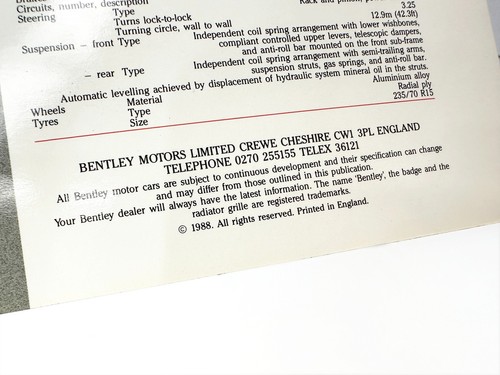 Circuits, number, description
Steering Type Rack and pinion, power
Turns lock-to-lock 3.25
Turning circle, wall to wall 12.9m (42.3ft)
Suspension – front Type Independent coil spring arrangement with lower wishbones,
compliant controlled upper levers, telescopic dampers,
and anti-roll bar mounted on the front sub-frame
– rear Type Independent coil spring arrangement with semi-trailing arms,
suspension struts, gas springs, and anti-roll bar.
Automatic levelling achieved by displacement of hydraulic system mineral oil in the struts.
Wheels Material Aluminium alloy
Tyres Type Radial ply
Size 235/70 R15
BENTLEY MOTORS LIMITED CREWE CHESHIRE CW1 3PL ENGLAND
TELEPHONE 0270 255155 TELEX 36121
All Bentley motor cars are subject to continuous development and their specification can change
and may differ from those outlined in this publication.
Your Bentley dealer will always have the latest information. The name 'Bentley', the badge and the
radiator grille are registered trademarks.
© 1988. All rights reserved. Printed in England.